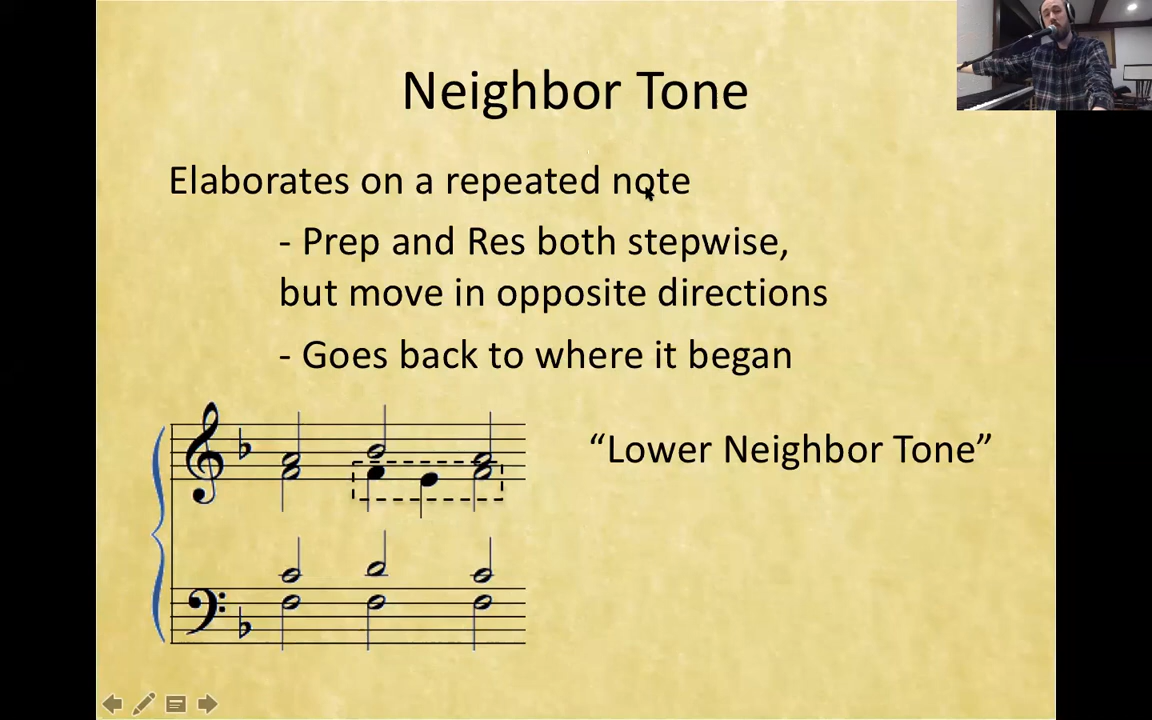 Neighbor Tone
Elaborates on a repeated note
- Prep and Res both stepwise,
but move in opposite directions
- Goes back to where it began
“Lower Neighbor Tone”